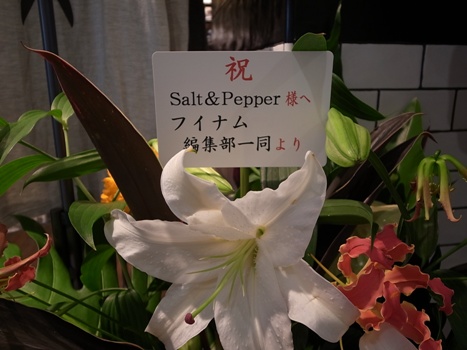 祝
Salt&Pepper 様へ
フイナム
編集部一同より